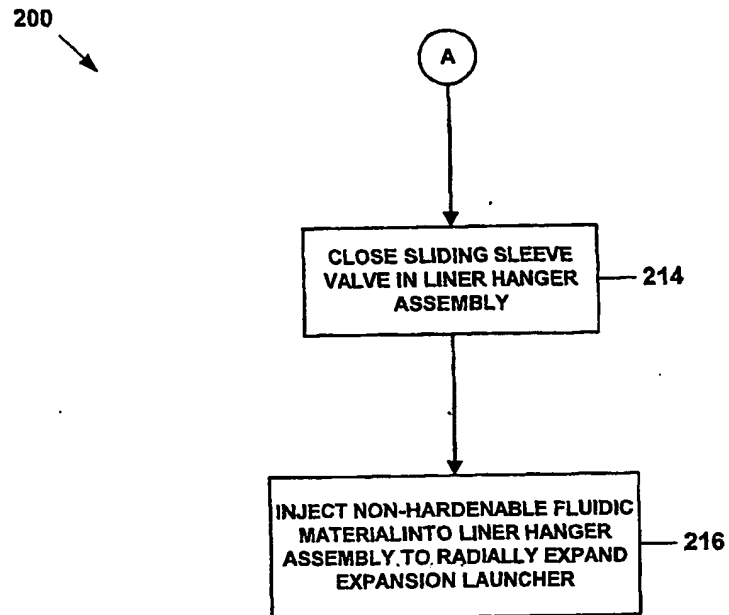 200
A
CLOSE SLIDING SLEEVE
VALVE IN LINER HANGER
ASSEMBLY
214
INJECT NON-HARDENABLE FLUIDIC
MATERIALINTO LINER HANGER
ASSEMBLY.TO RADIALLY EXPAND
EXPANSION LAUNCHER
216